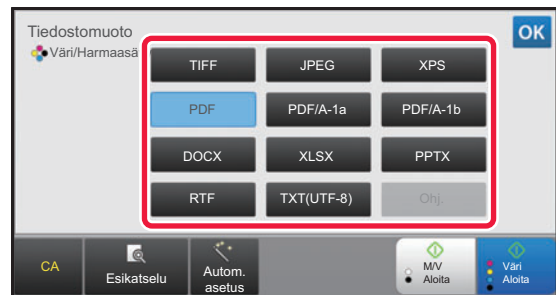 Tiedostomuoto
OK
Väri/Harmaasä
TIFF
JPEG
XPS
PDF
PDF/A-1a
PDF/A-1b
DOCX
XLSX
PPTX
RTF
TXT(UTF-8)
Ohj.
CA
Esikatselu
Autom.
asetus
M/V
Aloita
Väri
Aloita